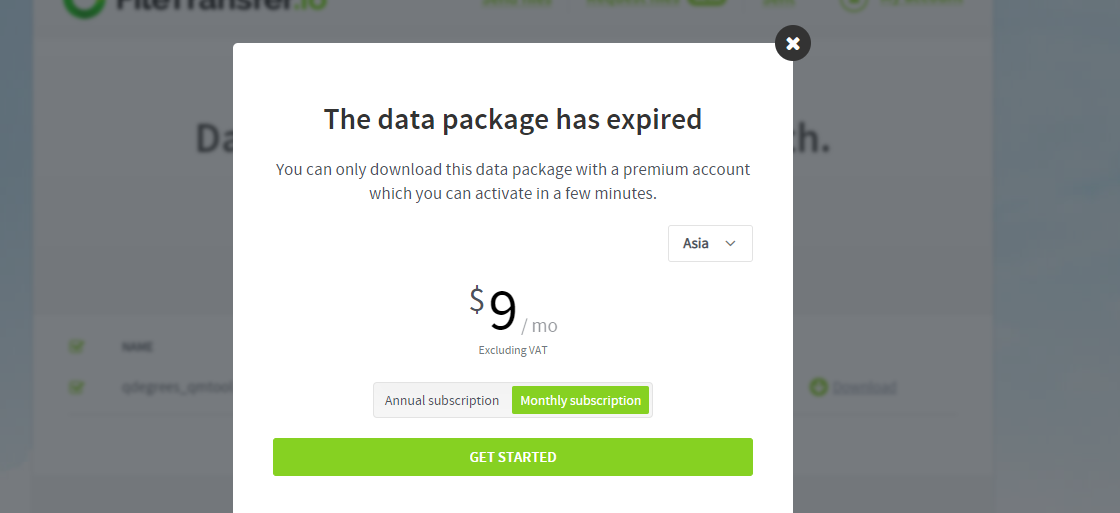 FileTransfer.io
The data package has expired
You can only download this data package with a premium account
which you can activate in a few minutes.
Asia
$9 / mo
Excluding VAT
Annual subscription
Monthly subscription
GET STARTED
NAME
Download